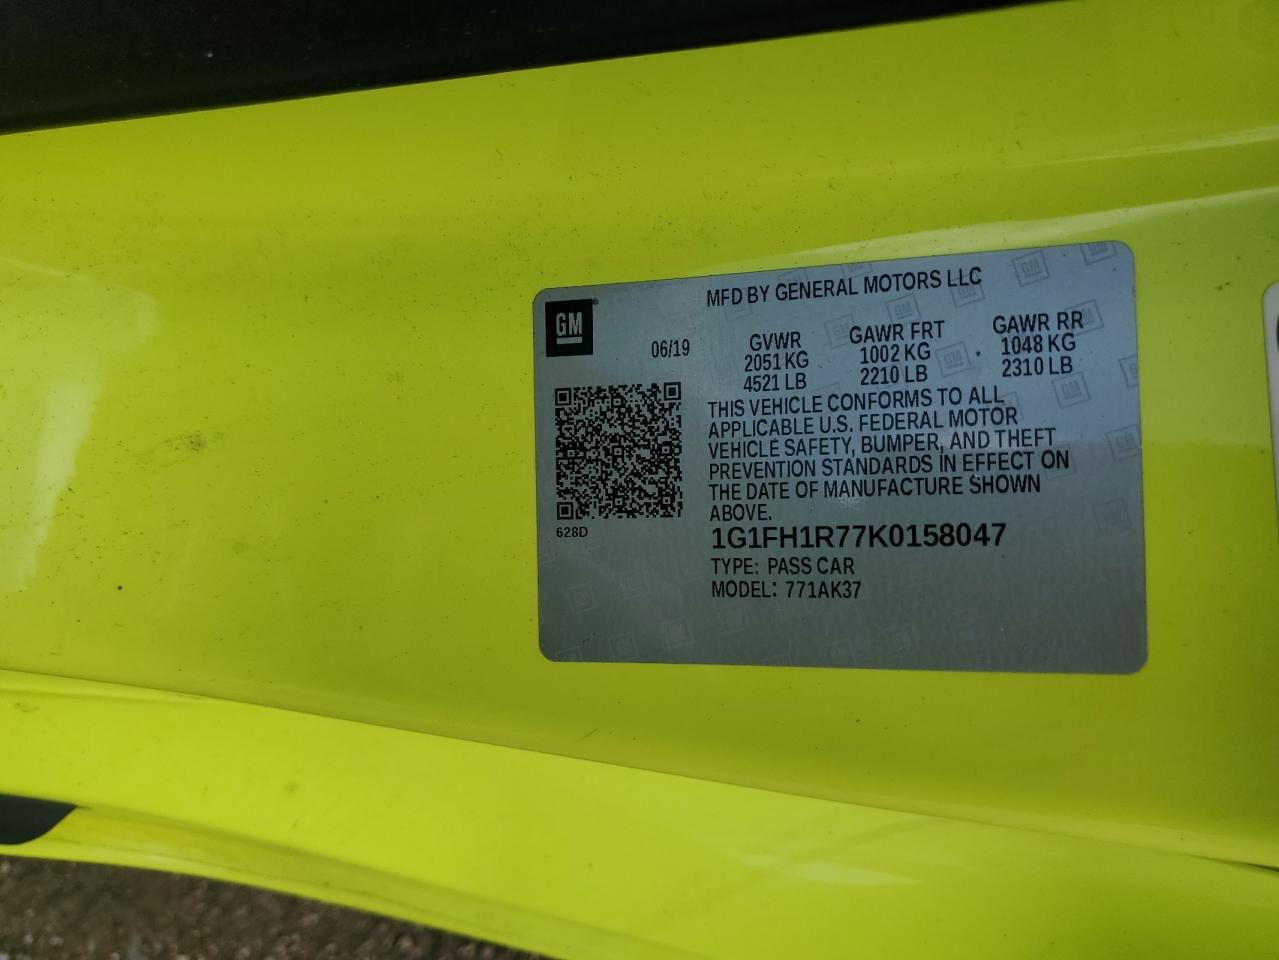 MFD BY GENERAL MOTORS LLC
GM®
06/19
GVWR GAWR FRT GAWR RR
2051 KG 1002 KG 1048 KG
4521 LB 2210 LB 2310 LB
THIS VEHICLE CONFORMS TO ALL
APPLICABLE U.S. FEDERAL MOTOR
VEHICLE SAFETY, BUMPER, AND THEFT
PREVENTION STANDARDS IN EFFECT ON
THE DATE OF MANUFACTURE SHOWN
ABOVE.
628D
1G1FH1R77K0158047
TYPE: PASS CAR
MODEL: 771AK37